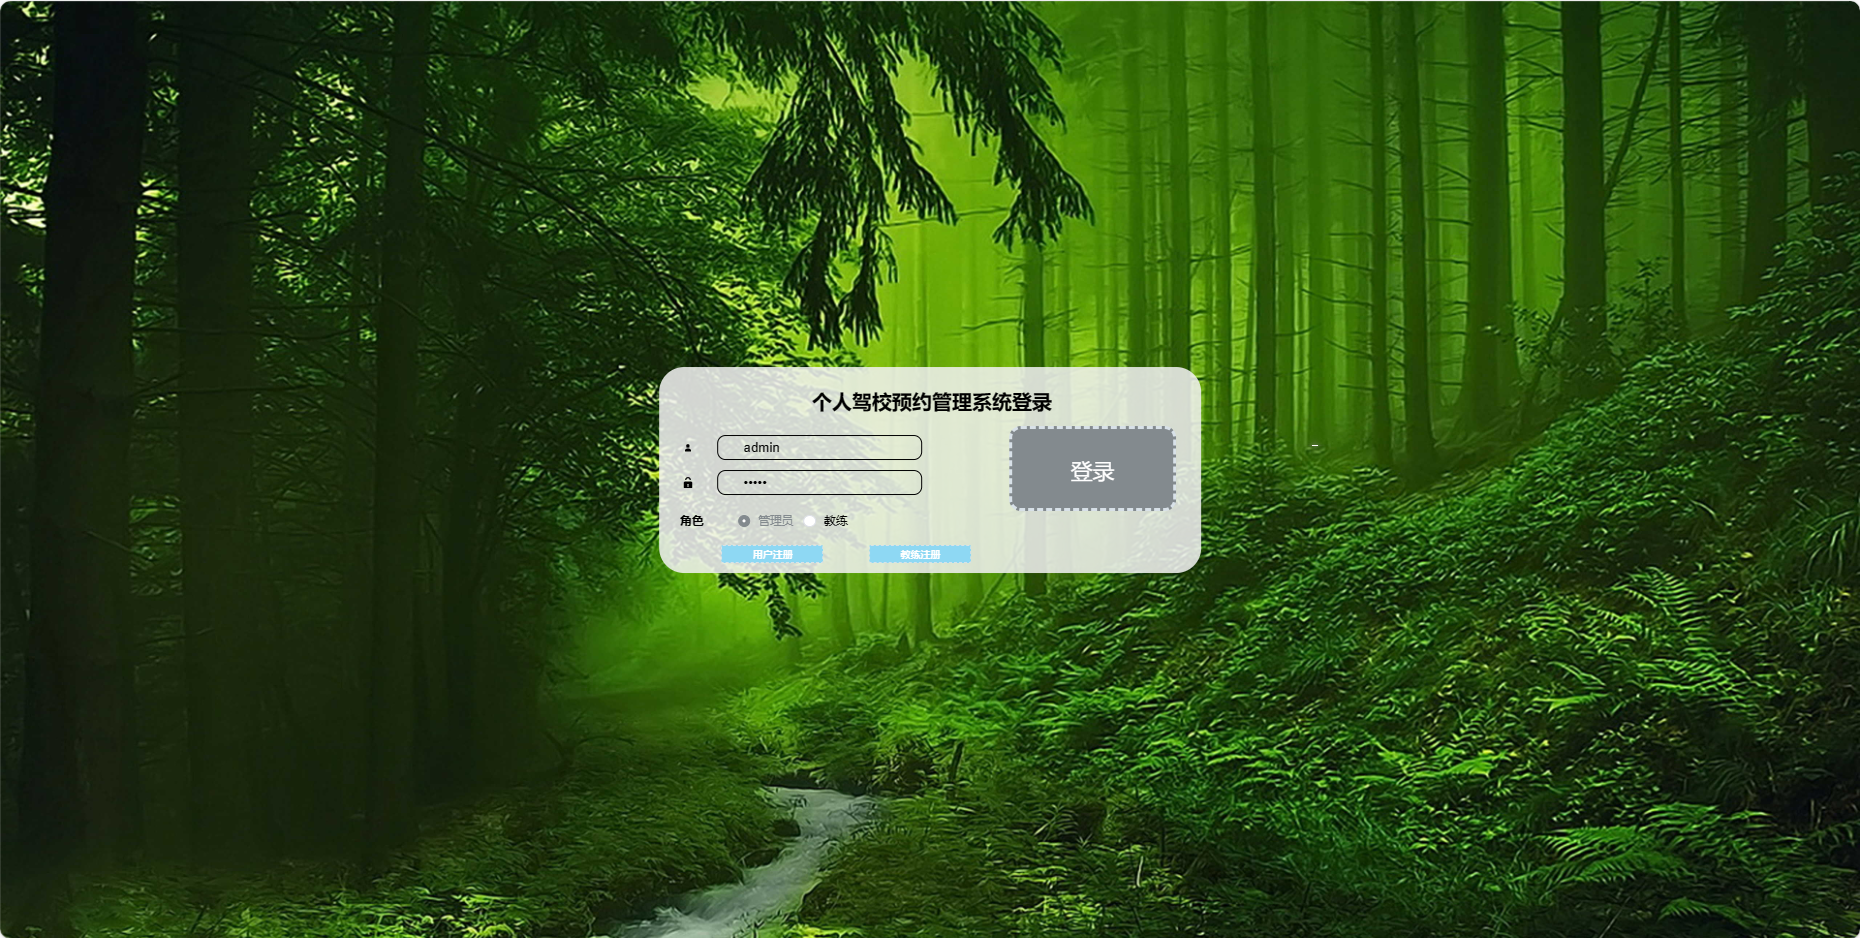 个人驾校预约管理系统登录
admin
•••••
登录
角色 管理员 教练
用户注册 教练注册